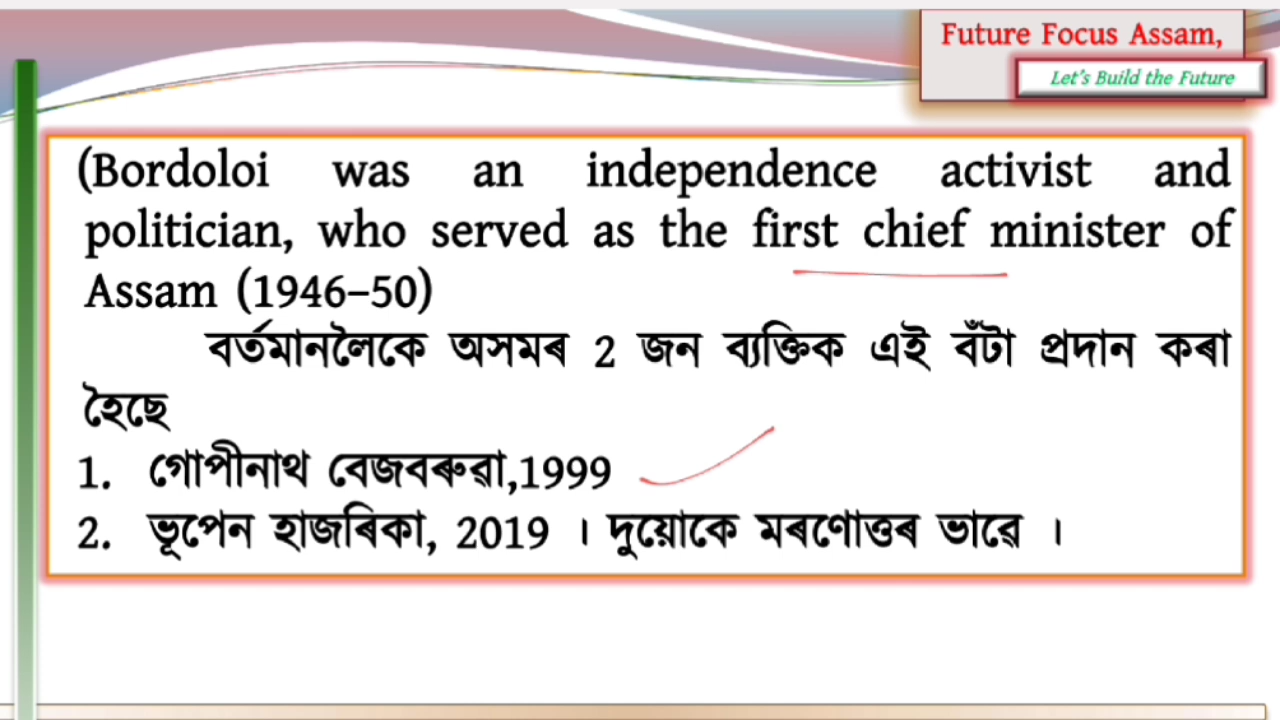 Future Focus Assam,
Let's Build the Future
(Bordoloi was an independence activist and
politician, who served as the first chief minister of
Assam (1946–50)
বৰ্তমানলৈকে অসমৰ 2 জন ব্যক্তিক এই বঁটা প্ৰদান কৰা
হৈছে
1. গোপীনাথ বেজবৰুৱা,1999
2. ভূপেন হাজৰিকা, 2019 । দুয়োকে মৰণোত্তৰ ভাৱে ।